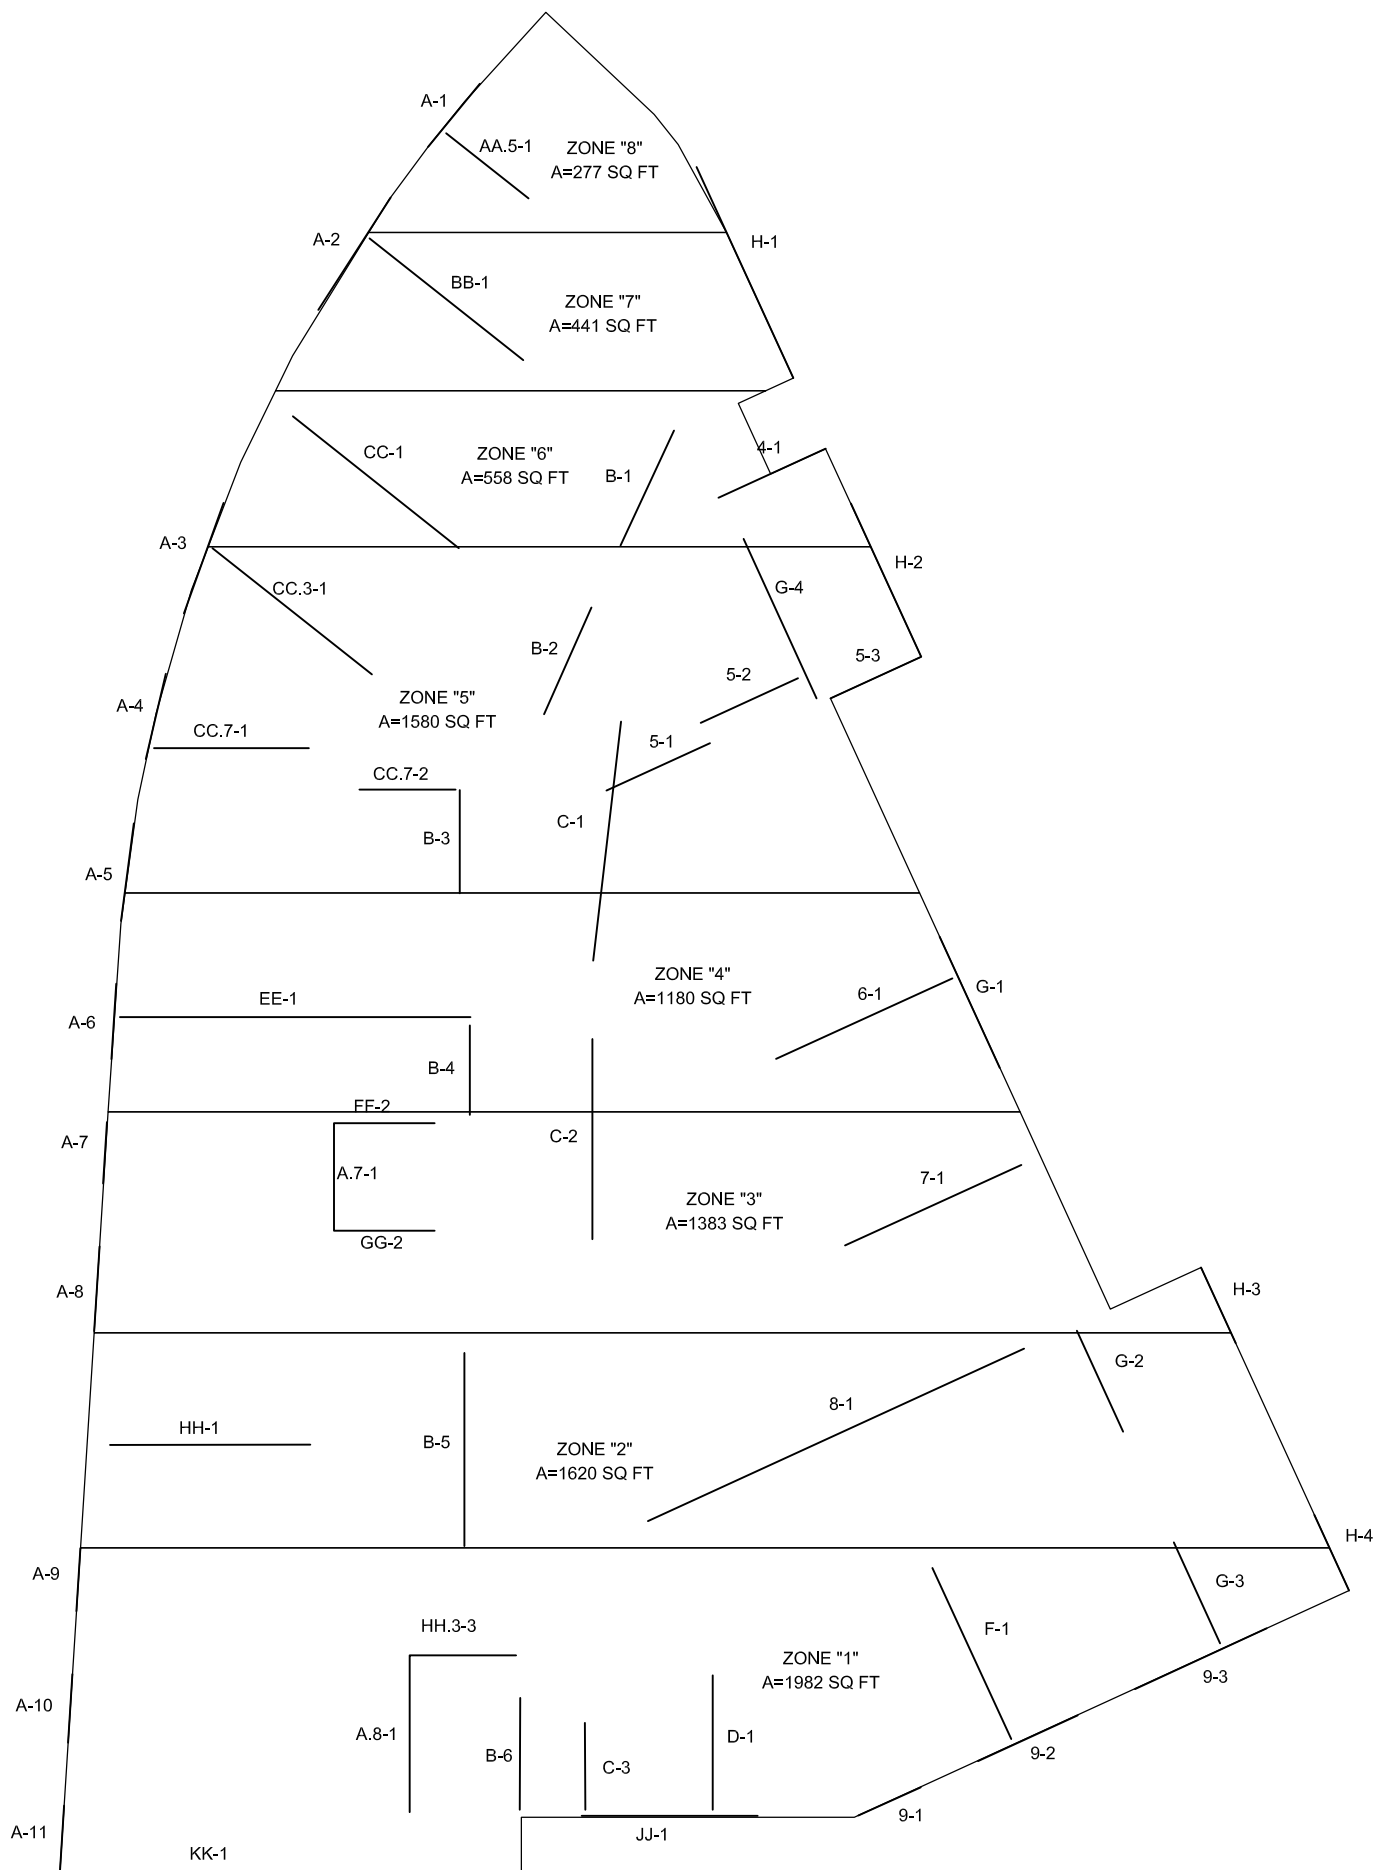 A-1
AA.5-1
ZONE "8"
A=277 SQ FT
A-2
H-1
BB-1
ZONE "7"
A=441 SQ FT
4-1
CC-1
ZONE "6"
A=558 SQ FT
B-1
A-3
H-2
CC.3-1
G-4
B-2
5-3
5-2
ZONE "5"
A=1580 SQ FT
A-4
CC.7-1
5-1
CC.7-2
C-1
B-3
A-5
ZONE "4"
A=1180 SQ FT
G-1
6-1
EE-1
A-6
B-4
FF-2
A-7
C-2
A.7-1
7-1
ZONE "3"
A=1383 SQ FT
GG-2
A-8
H-3
G-2
8-1
HH-1
B-5
ZONE "2"
A=1620 SQ FT
H-4
A-9
G-3
HH.3-3
F-1
ZONE "1"
A=1982 SQ FT
9-3
A-10
A.8-1
D-1
B-6
9-2
C-3
9-1
A-11
JJ-1
KK-1